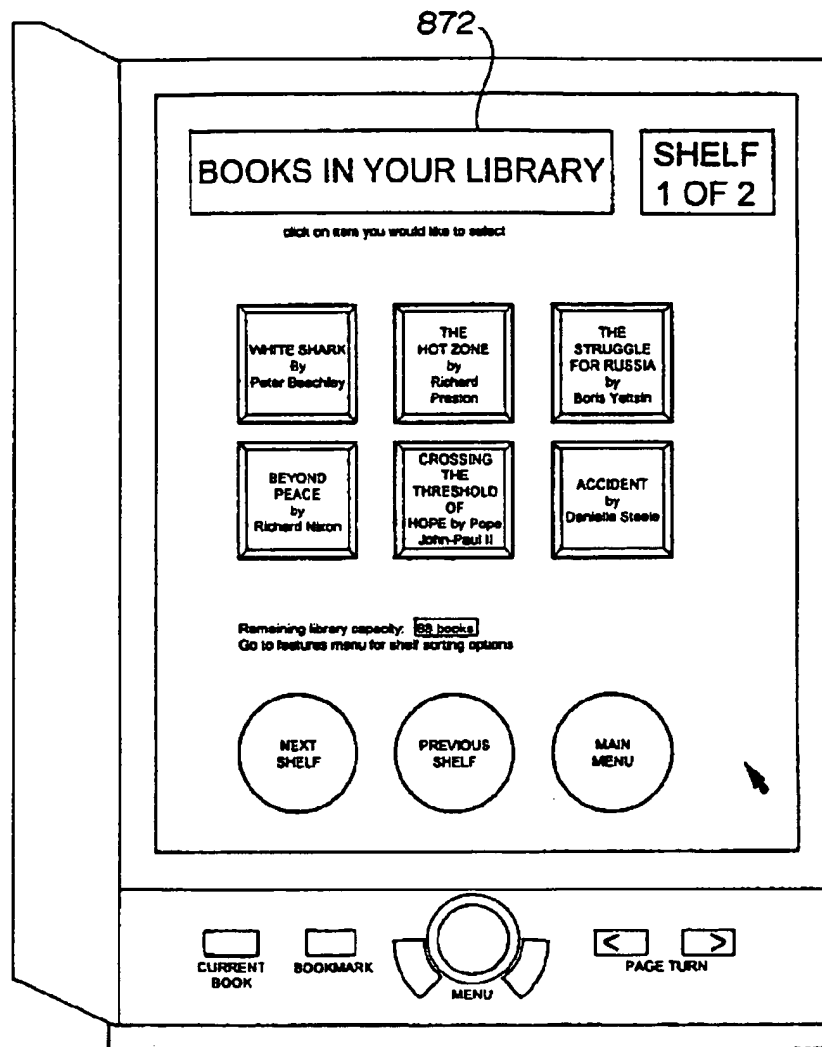 872
BOOKS IN YOUR LIBRARY
SHELF
1 OF 2
click on item you would like to select
WHITE SHARK
By
Peter Beechley
THE
HOT ZONE
by
Richard
Preston
THE
STRUGGLE
FOR RUSSIA
by
Boris Yeltsin
BEYOND
PEACE
by
Richard Nixon
CROSSING
THE
THRESHOLD
OF
HOPE by Pope
John-Paul II
ACCIDENT
by
Danielle Steele
Remaining library capacity: books
Go to features menu for shelf sorting options
NEXT
SHELF
PREVIOUS
SHELF
MAIN
MENU
CURRENT
BOOK
BOOKMARK
MENU
< >
PAGE TURN